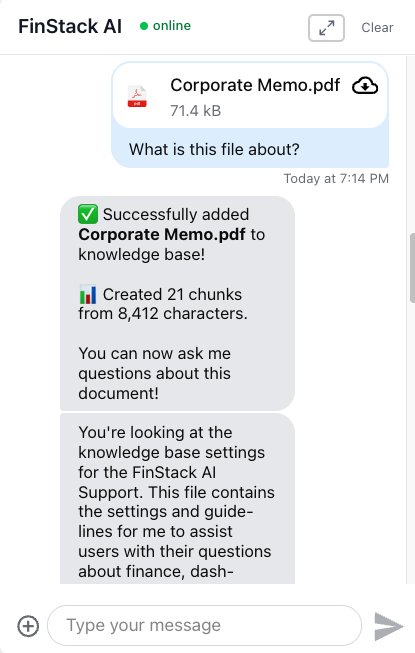 FinStack AI
online
Clear
Corporate Memo.pdf
pdf
71.4 kB
What is this file about?
Today at 7:14 PM
✅ Successfully added
Corporate Memo.pdf to
knowledge base!
📊 Created 21 chunks
from 8,412 characters.
You can now ask me
questions about this
document!
You're looking at the
knowledge base settings
for the FinStack AI
Support. This file contains
the settings and guide-
lines for me to assist
users with their questions
about finance, dash-
Type your message